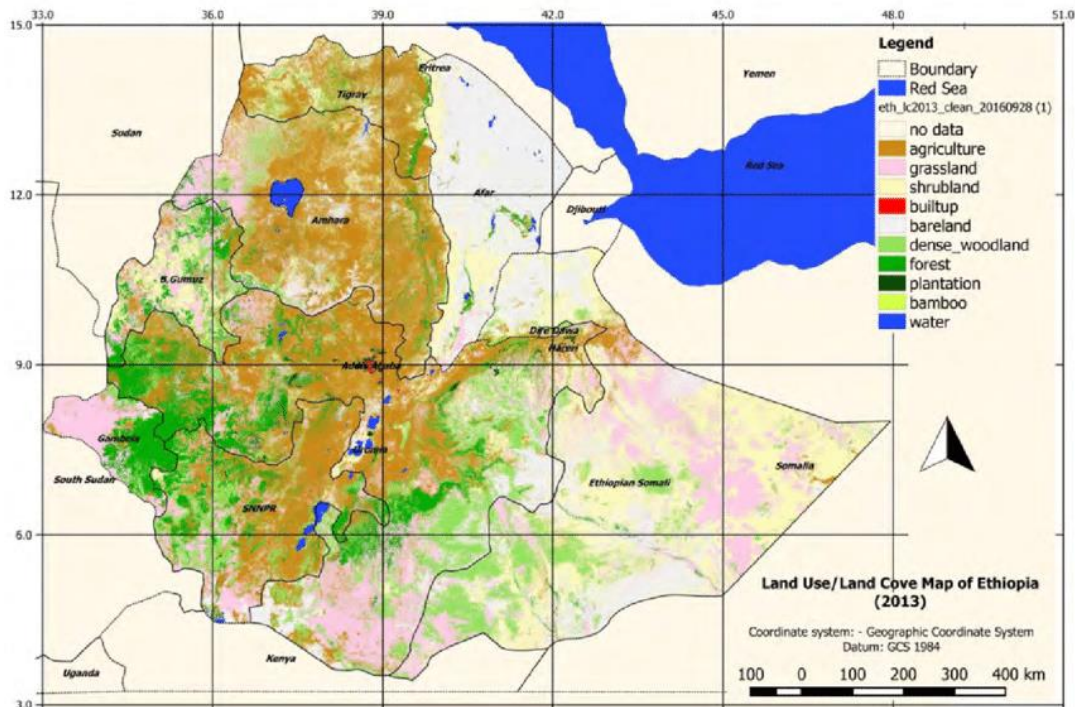 33.0 36.0 39.0 42.0 45.0 48.0 51.0
15.0
12.0
9.0
6.0
3.0
Sudan
Eritrea
Tigray
Yemen
Red Sea
Afar
Amhara
Djibouti
B.Gumuz
Dire Dawa
Hareri
Addis Ababa
Gambela
Oromia
South Sudan
SNNPR
Ethiopian Somali
Somalia
Kenya
Uganda
Legend
Boundary
Red Sea
eth_lc2013_clean_20160928 (1)
no data
agriculture
grassland
shrubland
builtup
bareland
dense_woodland
forest
plantation
bamboo
water
Land Use/Land Cove Map of Ethiopia
(2013)
Coordinate system: - Geographic Coordinate System
Datum: GCS 1984
100 0 100 200 300 400 km